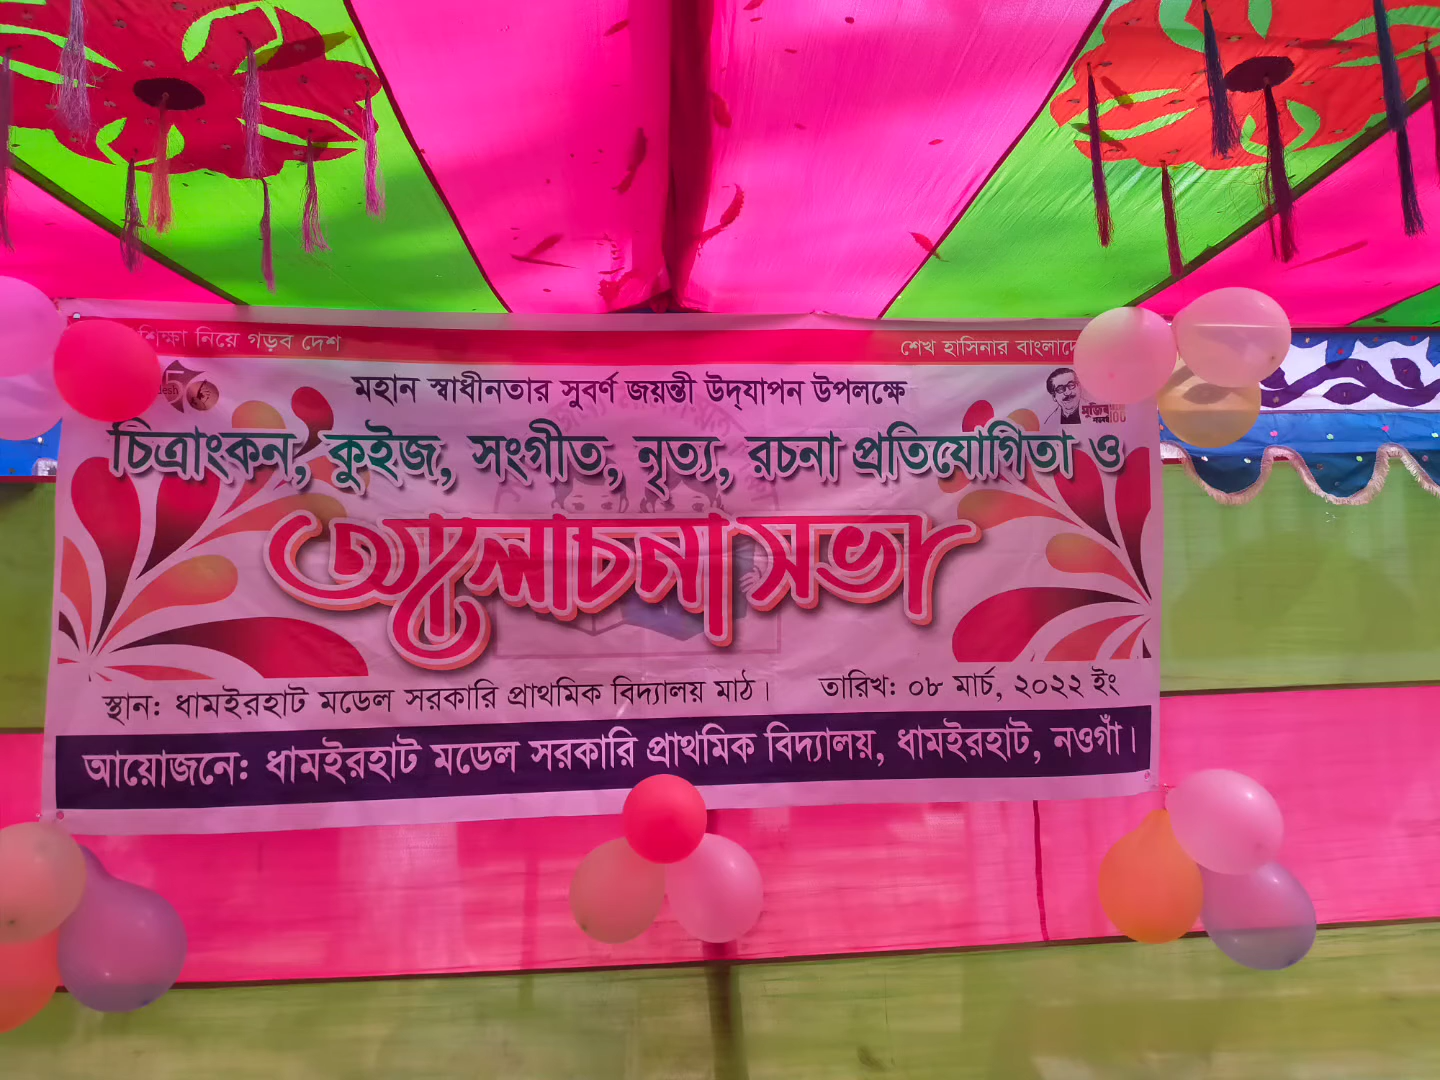 শিক্ষা নিয়ে গড়ব দেশ
শেখ হাসিনার
মহান স্বাধীনতার সুবর্ণ জয়ন্তী উদ্‌যাপন উপলক্ষে
চিত্রাংকন, কুইজ, সংগীত, নৃত্য, রচনা প্রতিযোগিতা ও
আলোচনা সভা
স্থান: ধামইরহাট মডেল সরকারি প্রাথমিক বিদ্যালয় মাঠ। তারিখ: ০৮ মার্চ, ২০২২ ইং
আয়োজনে: ধামইরহাট মডেল সরকারি প্রাথমিক বিদ্যালয়, ধামইরহাট, নওগাঁ।